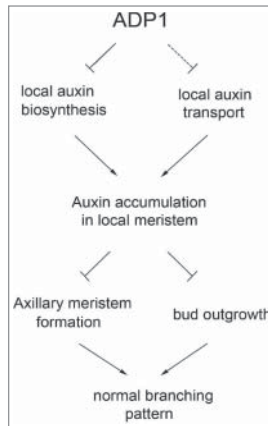 ADP1
local auxin
biosynthesis
local auxin
transport
Auxin accumulation
in local meristem
Axillary meristem
formation
bud outgrowth
normal branching
pattern